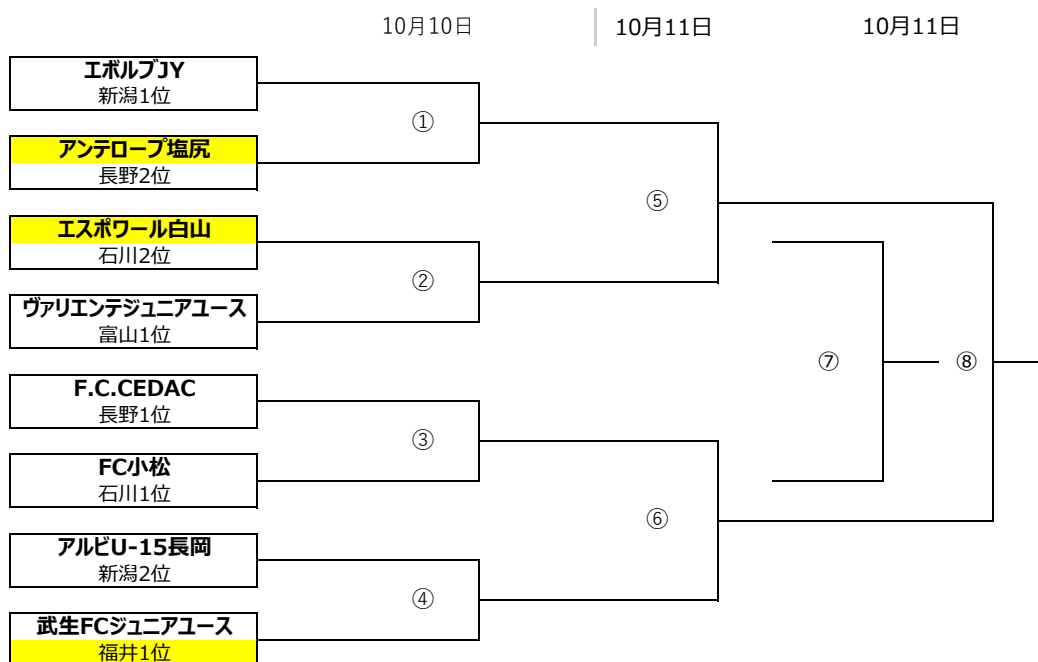 10月10日
10月11日
10月11日
エボルブJY
新潟1位
①
アンテロープ塩尻
長野2位
⑤
エスポワール白山
石川2位
②
ヴァリエンテジュニアユース
富山1位
⑦
⑧
F.C.CEDAC
長野1位
③
FC小松
石川1位
⑥
アルビU-15長岡
新潟2位
④
武生FCジュニアユース
福井1位